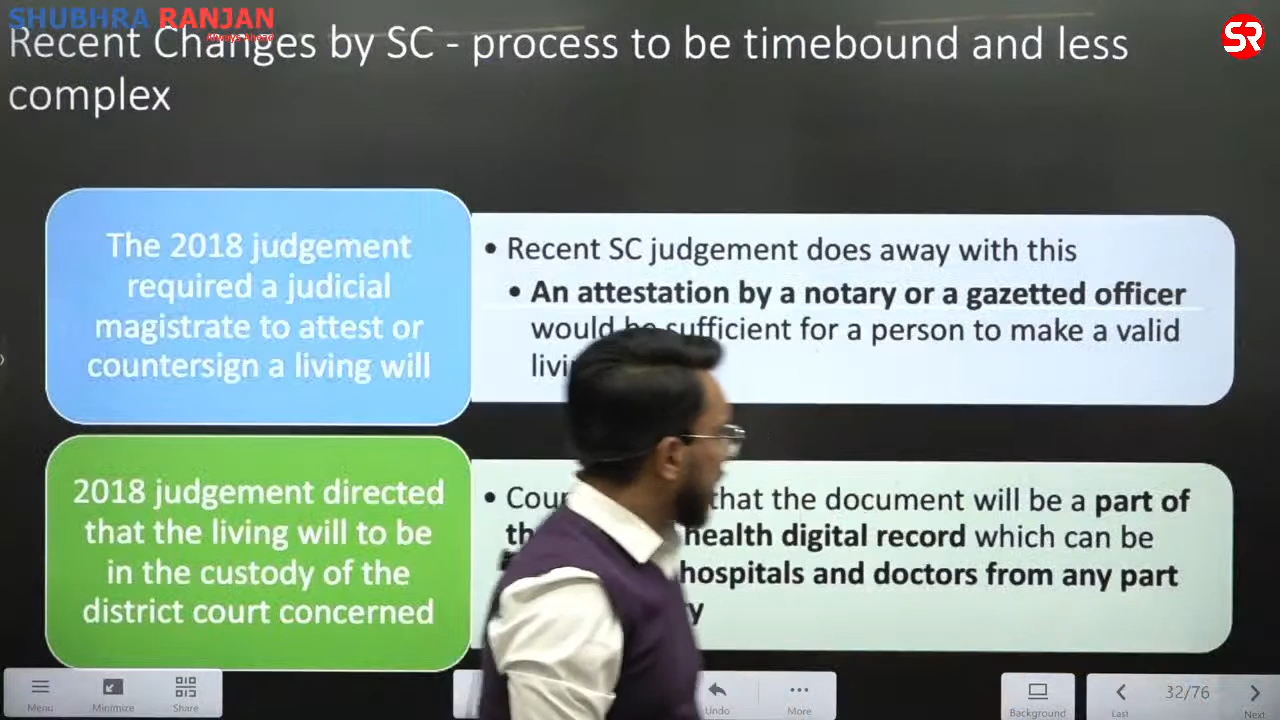 SHUBHRA RANJAN
Always Ahead
SR
Recent Changes by SC - process to be timebound and less
complex
The 2018 judgement
required a judicial
magistrate to attest or
countersign a living will
• Recent SC judgement does away with this
• An attestation by a notary or a gazetted officer
would be sufficient for a person to make a valid
2018 judgement directed
that the living will to be
in the custody of the
district court concerned
• that the document will be a part of
health digital record which can be
hospitals and doctors from any part
Menu
Minimize
Share
Undo
More
Background
Last
32/76
Next